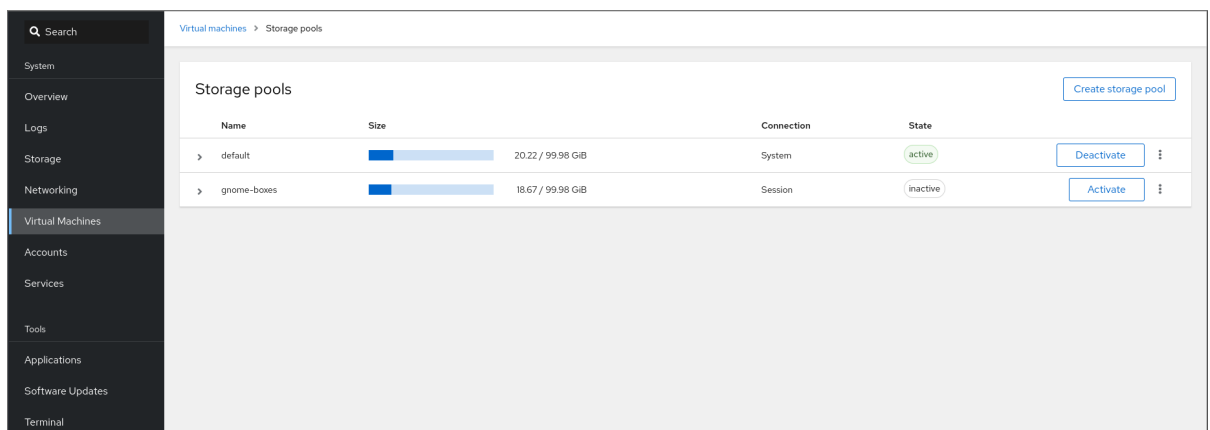 Search
System
Overview
Logs
Storage
Networking
Virtual Machines
Accounts
Services
Tools
Applications
Software Updates
Terminal
Virtual machines > Storage pools
Storage pools
Create storage pool
Name Size Connection State
default 20.22 / 99.98 GiB System active Deactivate
gnome-boxes 18.67 / 99.98 GiB Session inactive Activate